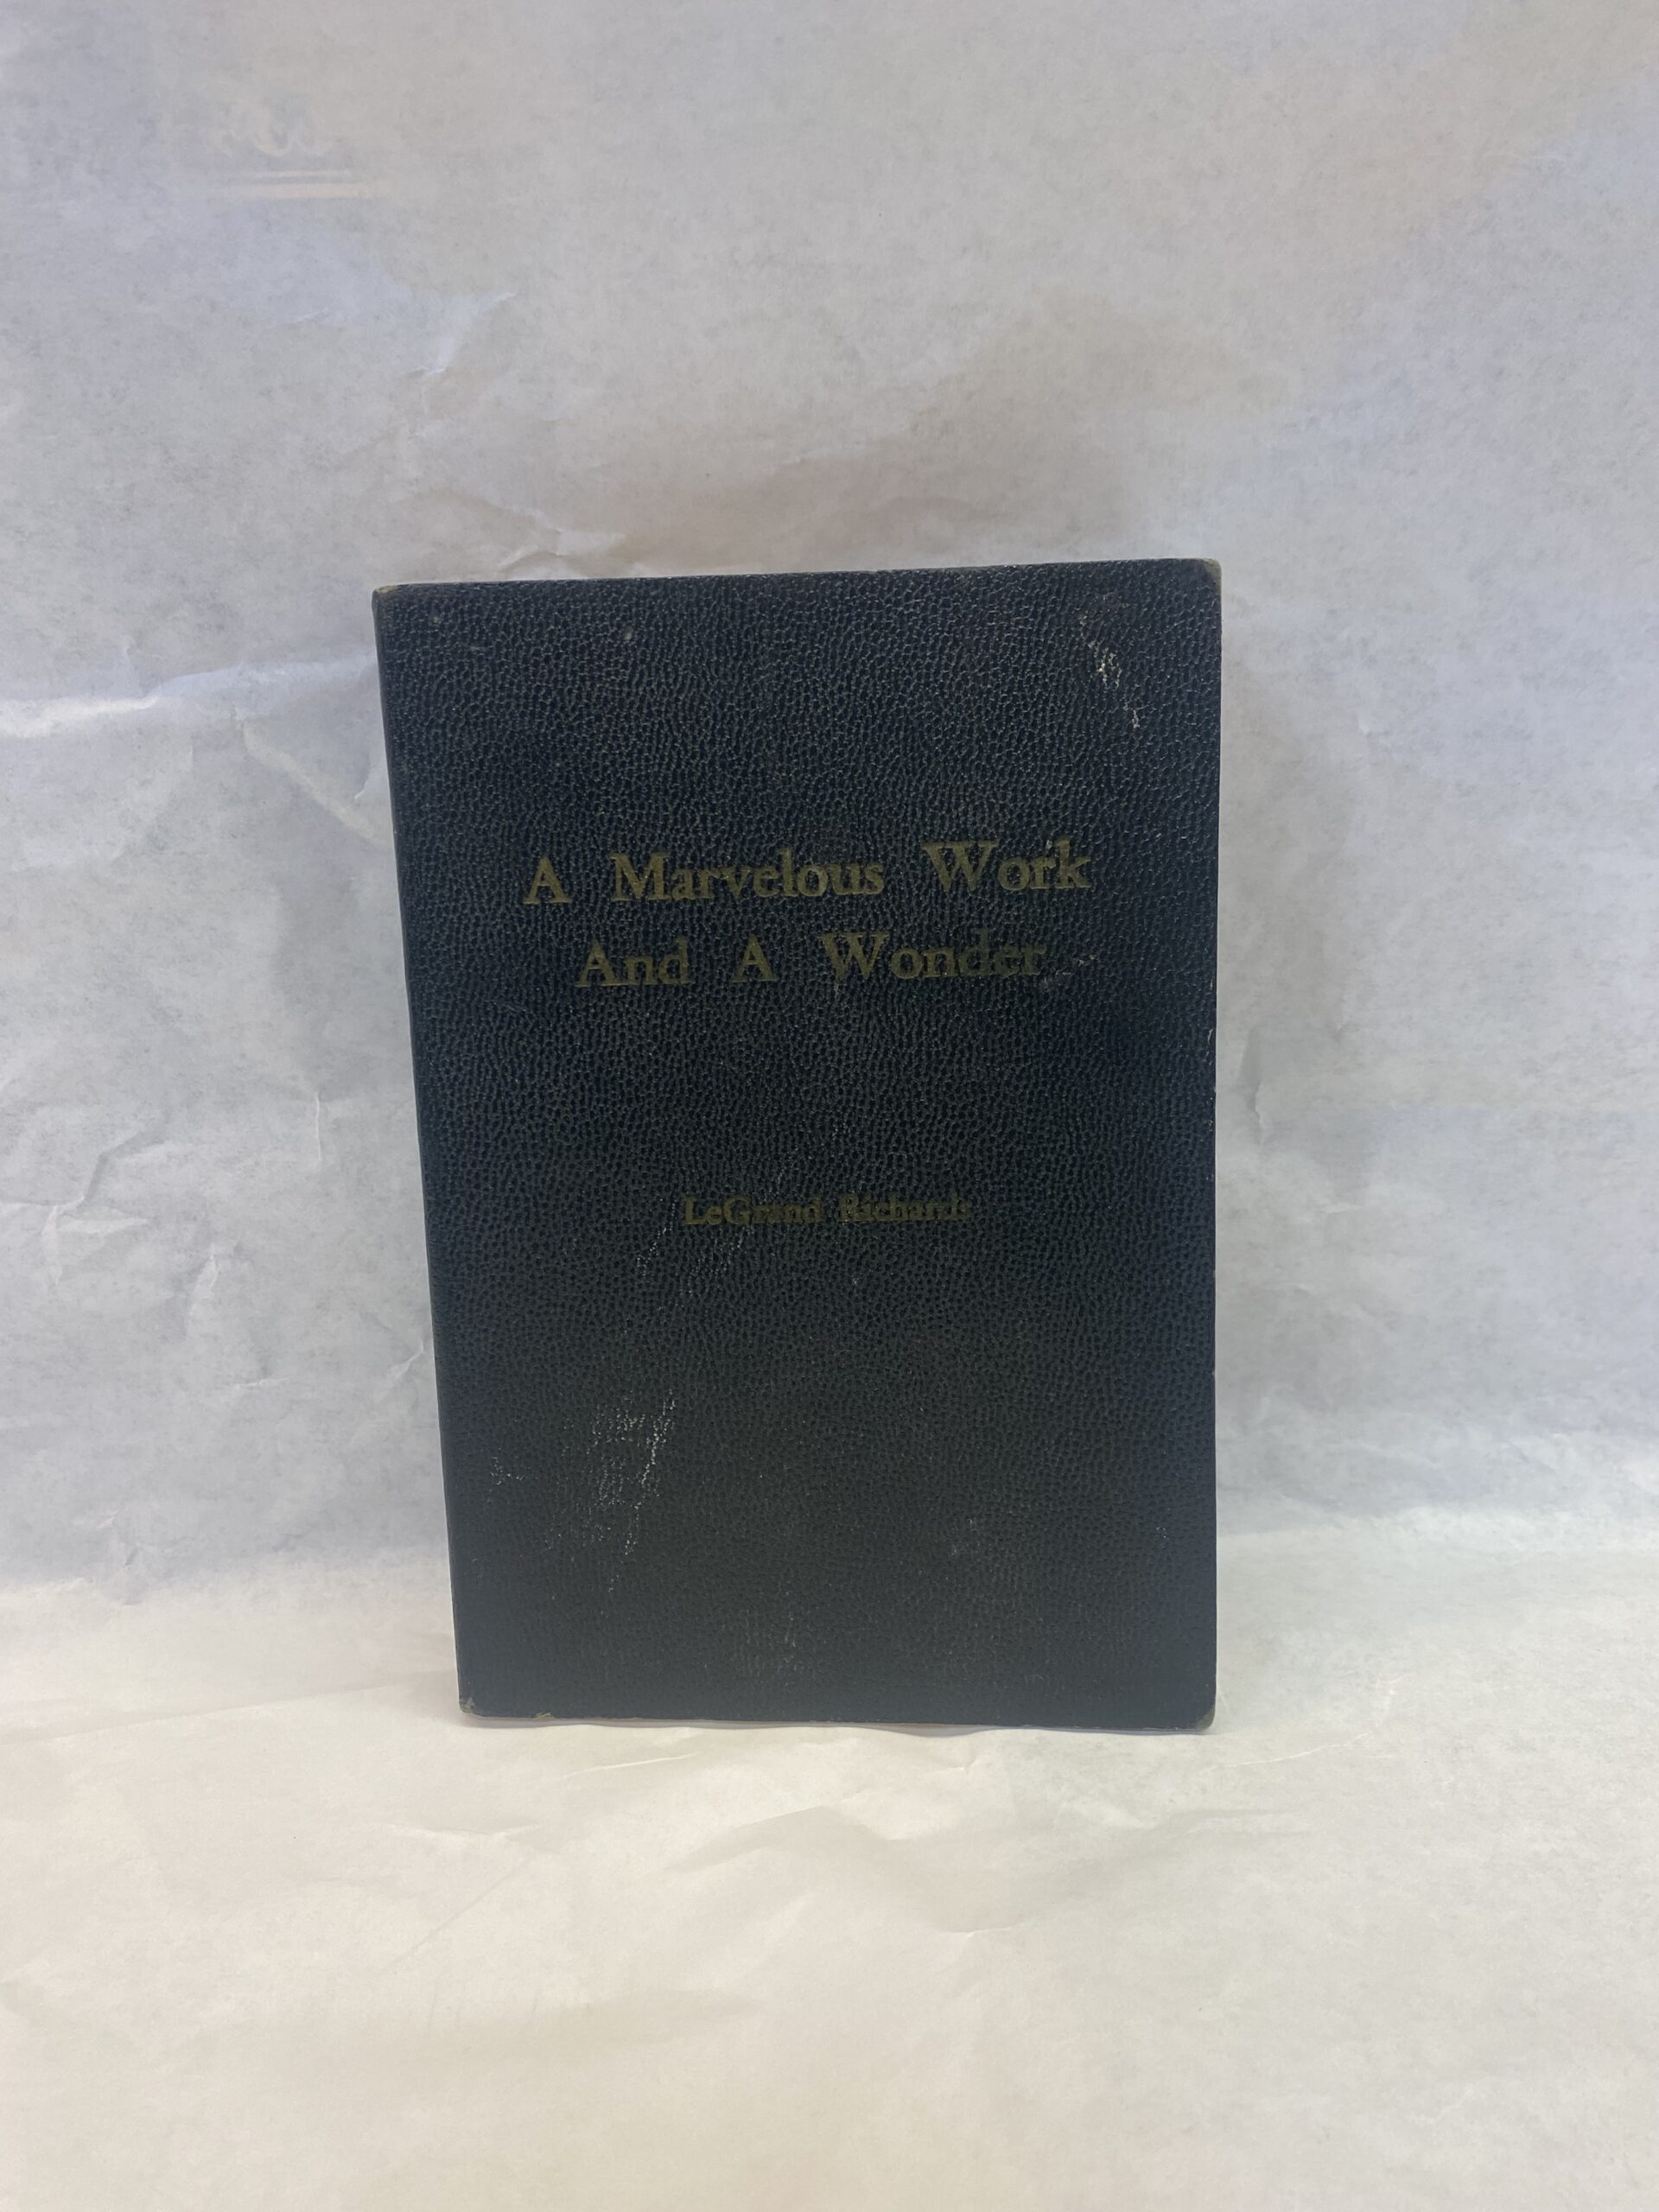 A Marvelous Work
And A Wonder
LeGrand Richards